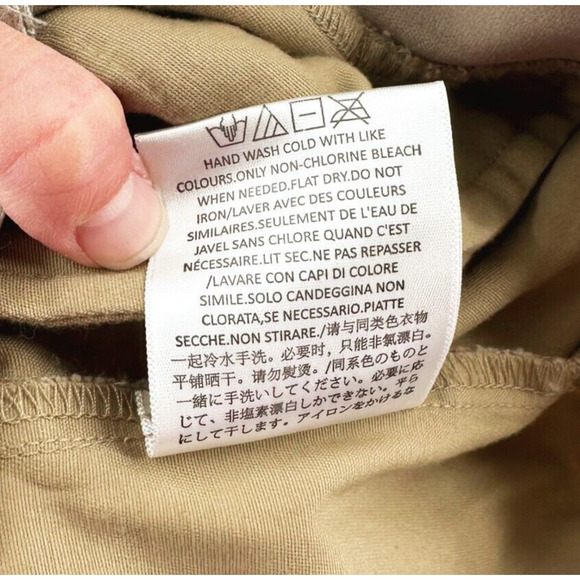 HAND WASH COLD WITH LIKE
COLOURS.ONLY NON-CHLORINE BLEACH
WHEN NEEDED.FLAT DRY.DO NOT
IRON/LAVER AVEC DES COULEURS
SIMILAIRES.SEULEMENT DE L'EAU DE
JAVEL SANS CHLORE QUAND C'EST
NÉCESSAIRE.LIT SEC.NE PAS REPASSER
/LAVARE CON CAPI DI COLORE
SIMILE.SOLO CANDEGGINA NON
CLORATA,SE NECESSARIO.PIATTE
SECCHE.NON STIRARE./请与同类色衣物
一起冷水手洗。必要时，只能非氯漂白。
平铺晒干。请勿熨烫。/同系色のものと
一緒に手洗いしてください。必要に応
じて、非塩素漂白しかできない。平ら
にして干します。アイロンをかけるな